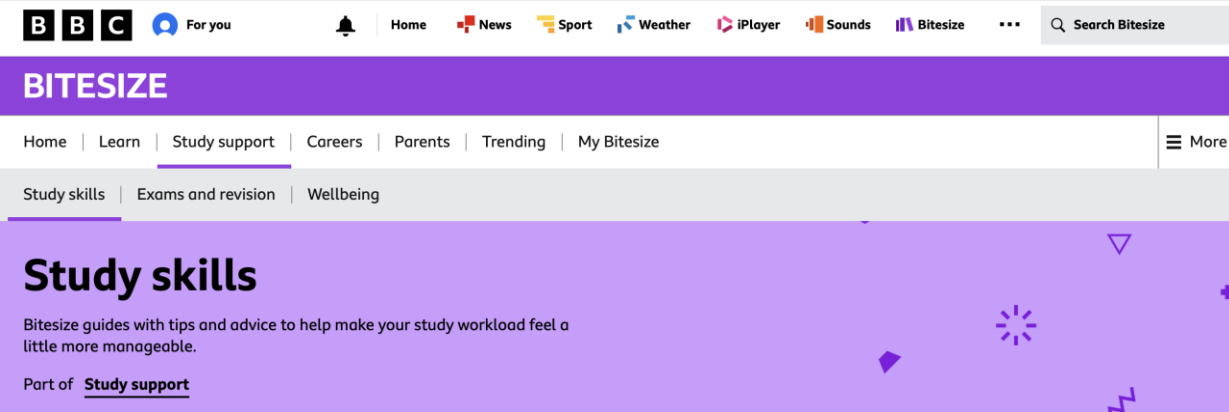 BBC For you Home News Sport Weather iPlayer Sounds Bitesize Search Bitesize
BITESIZE
Home Learn Study support Careers Parents Trending My Bitesize More
Study skills Exams and revision Wellbeing
Study skills
Bitesize guides with tips and advice to help make your study workload feel a
little more manageable.
Part of Study support